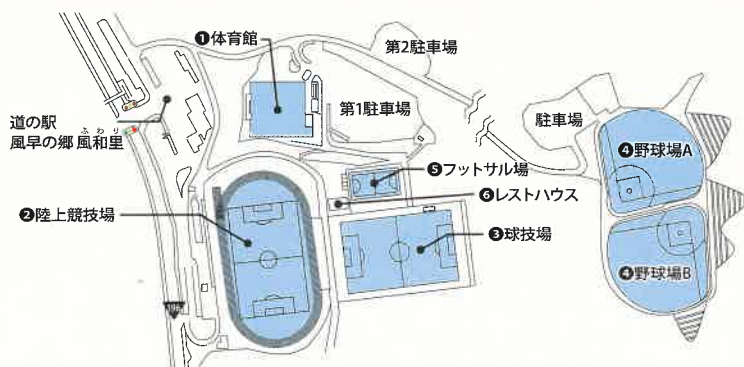 ❶体育館
第2駐車場
第1駐車場
駐車場
道の駅
ふわり
風早の郷 風和里
❹野球場A
❺フットサル場
❻レストハウス
❷陸上競技場
❸球技場
❹野球場B
196